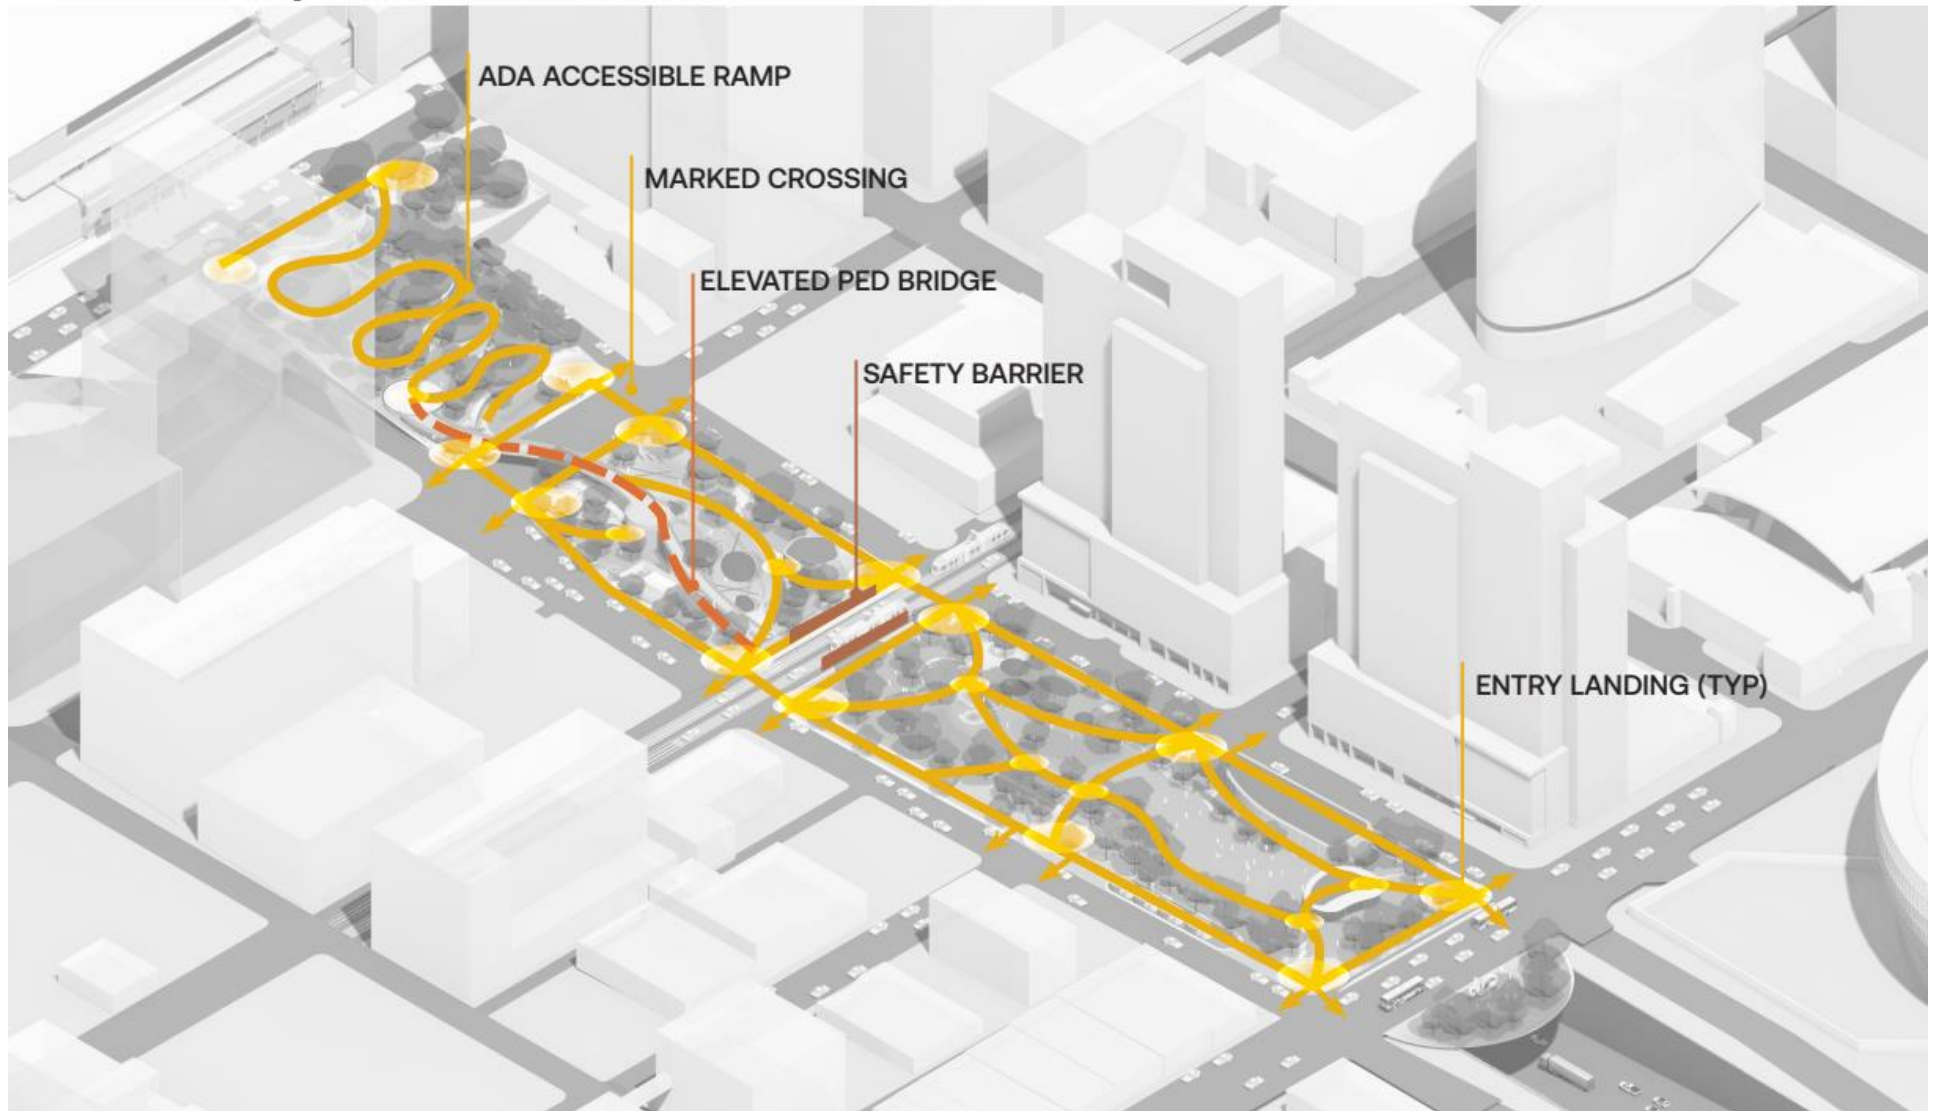 ADA ACCESSIBLE RAMP
MARKED CROSSING
ELEVATED PED BRIDGE
SAFETY BARRIER
ENTRY LANDING (TYP)